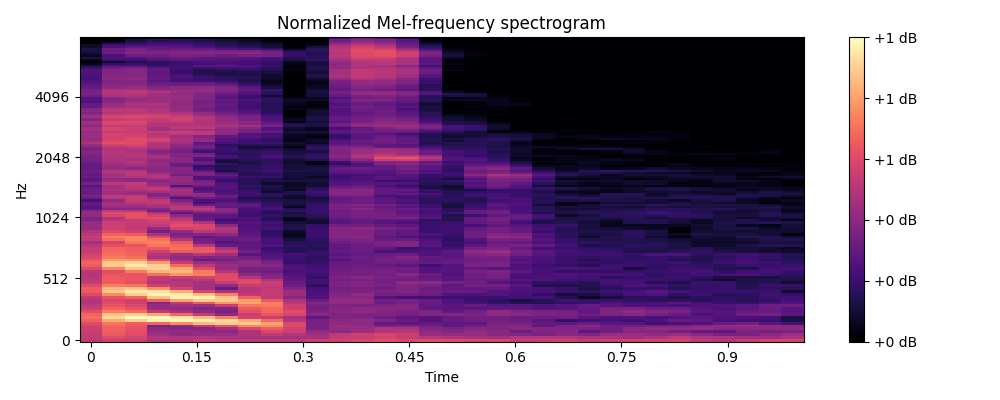 Normalized Mel-frequency spectrogram
Hz
4096
2048
1024
512
0
0 0.15 0.3 0.45 0.6 0.75 0.9
Time
+1 dB
+1 dB
+1 dB
+0 dB
+0 dB
+0 dB